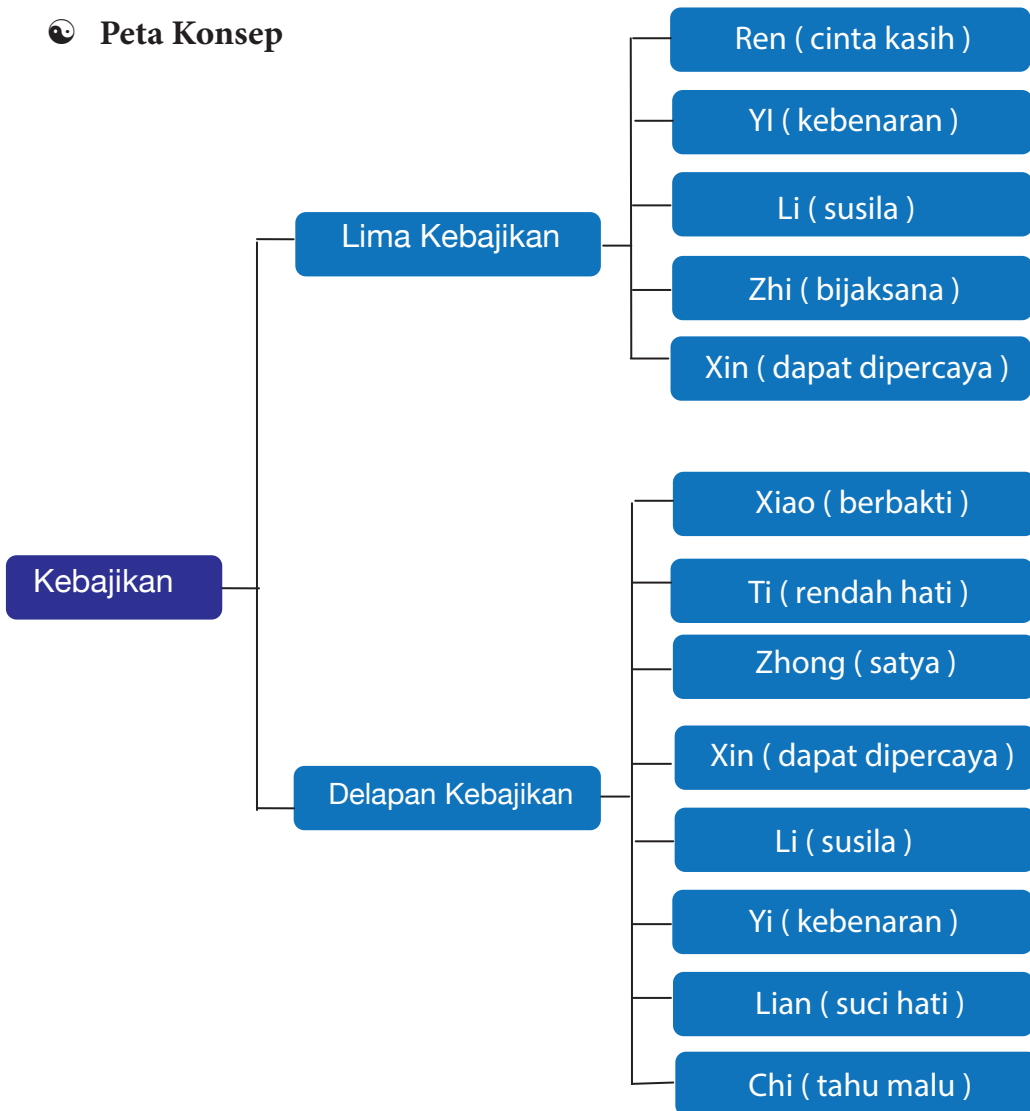 ☯ Peta Konsep
Kebajikan
Lima Kebajikan
Ren ( cinta kasih )
YI ( kebenaran )
Li ( susila )
Zhi ( bijaksana )
Xin ( dapat dipercaya )
Delapan Kebajikan
Xiao ( berbakti )
Ti ( rendah hati )
Zhong ( satya )
Xin ( dapat dipercaya )
Li ( susila )
Yi ( kebenaran )
Lian ( suci hati )
Chi ( tahu malu )